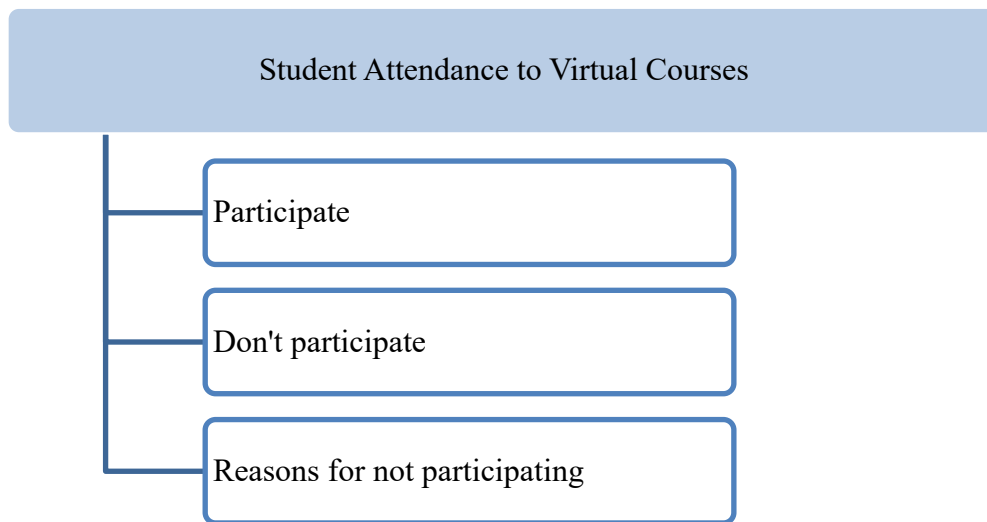 Student Attendance to Virtual Courses
Participate
Don't participate
Reasons for not participating